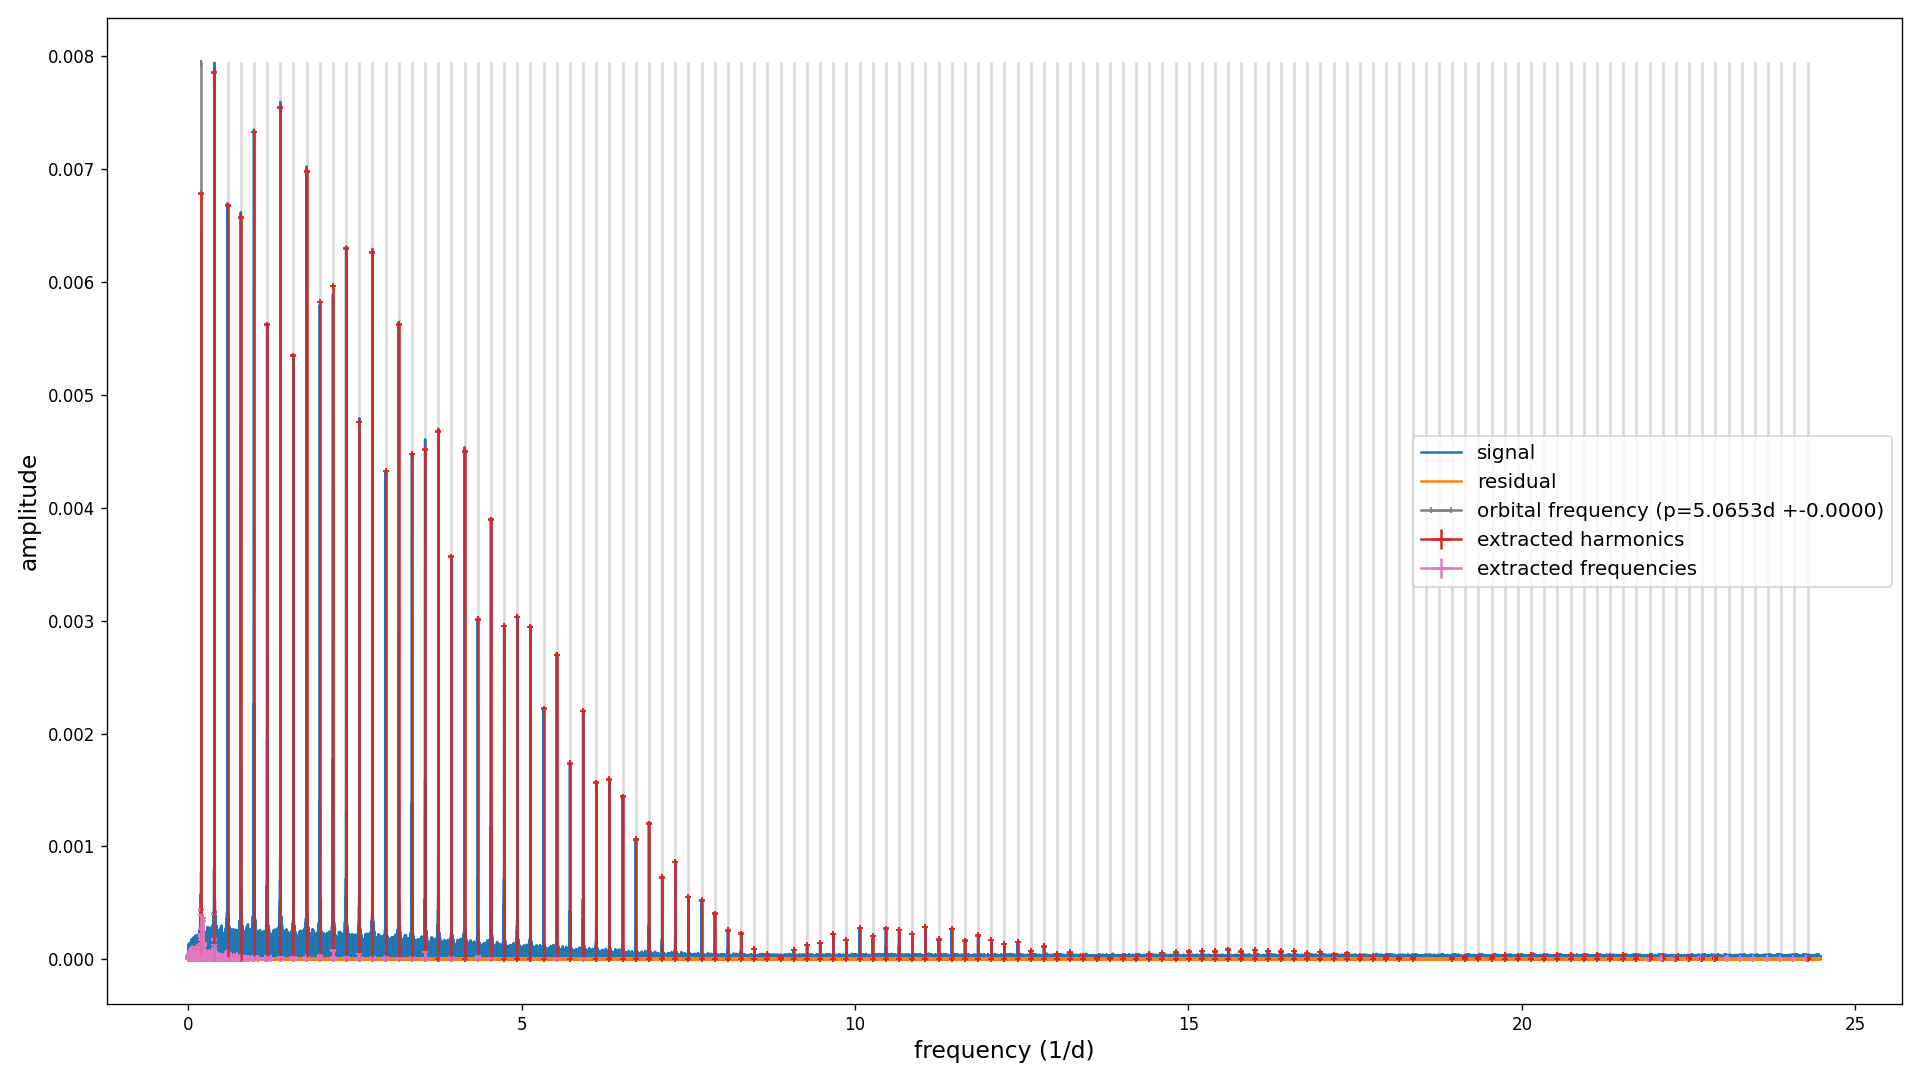 0.008
0.007
0.006
0.005
0.004
0.003
0.002
0.001
0.000
amplitude
signal
residual
orbital frequency (p=5.0653d +-0.0000)
extracted harmonics
extracted frequencies
0 5 10 15 20 25
frequency (1/d)